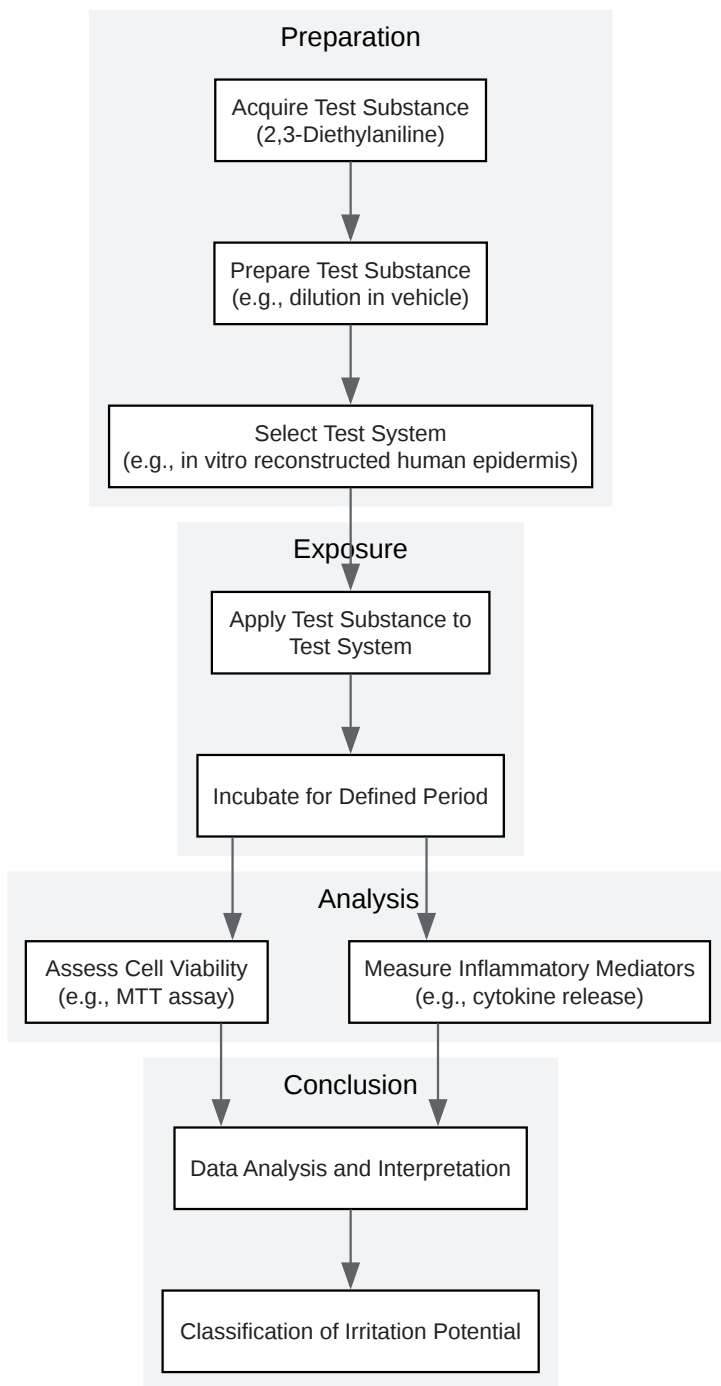 Preparation
Acquire Test Substance
(2,3-Diethylaniline)
Prepare Test Substance
(e.g., dilution in vehicle)
Select Test System
(e.g., in vitro reconstructed human epidermis)
Exposure
Apply Test Substance to
Test System
Incubate for Defined Period
Analysis
Assess Cell Viability
(e.g., MTT assay)
Measure Inflammatory Mediators
(e.g., cytokine release)
Conclusion
Data Analysis and Interpretation
Classification of Irritation Potential